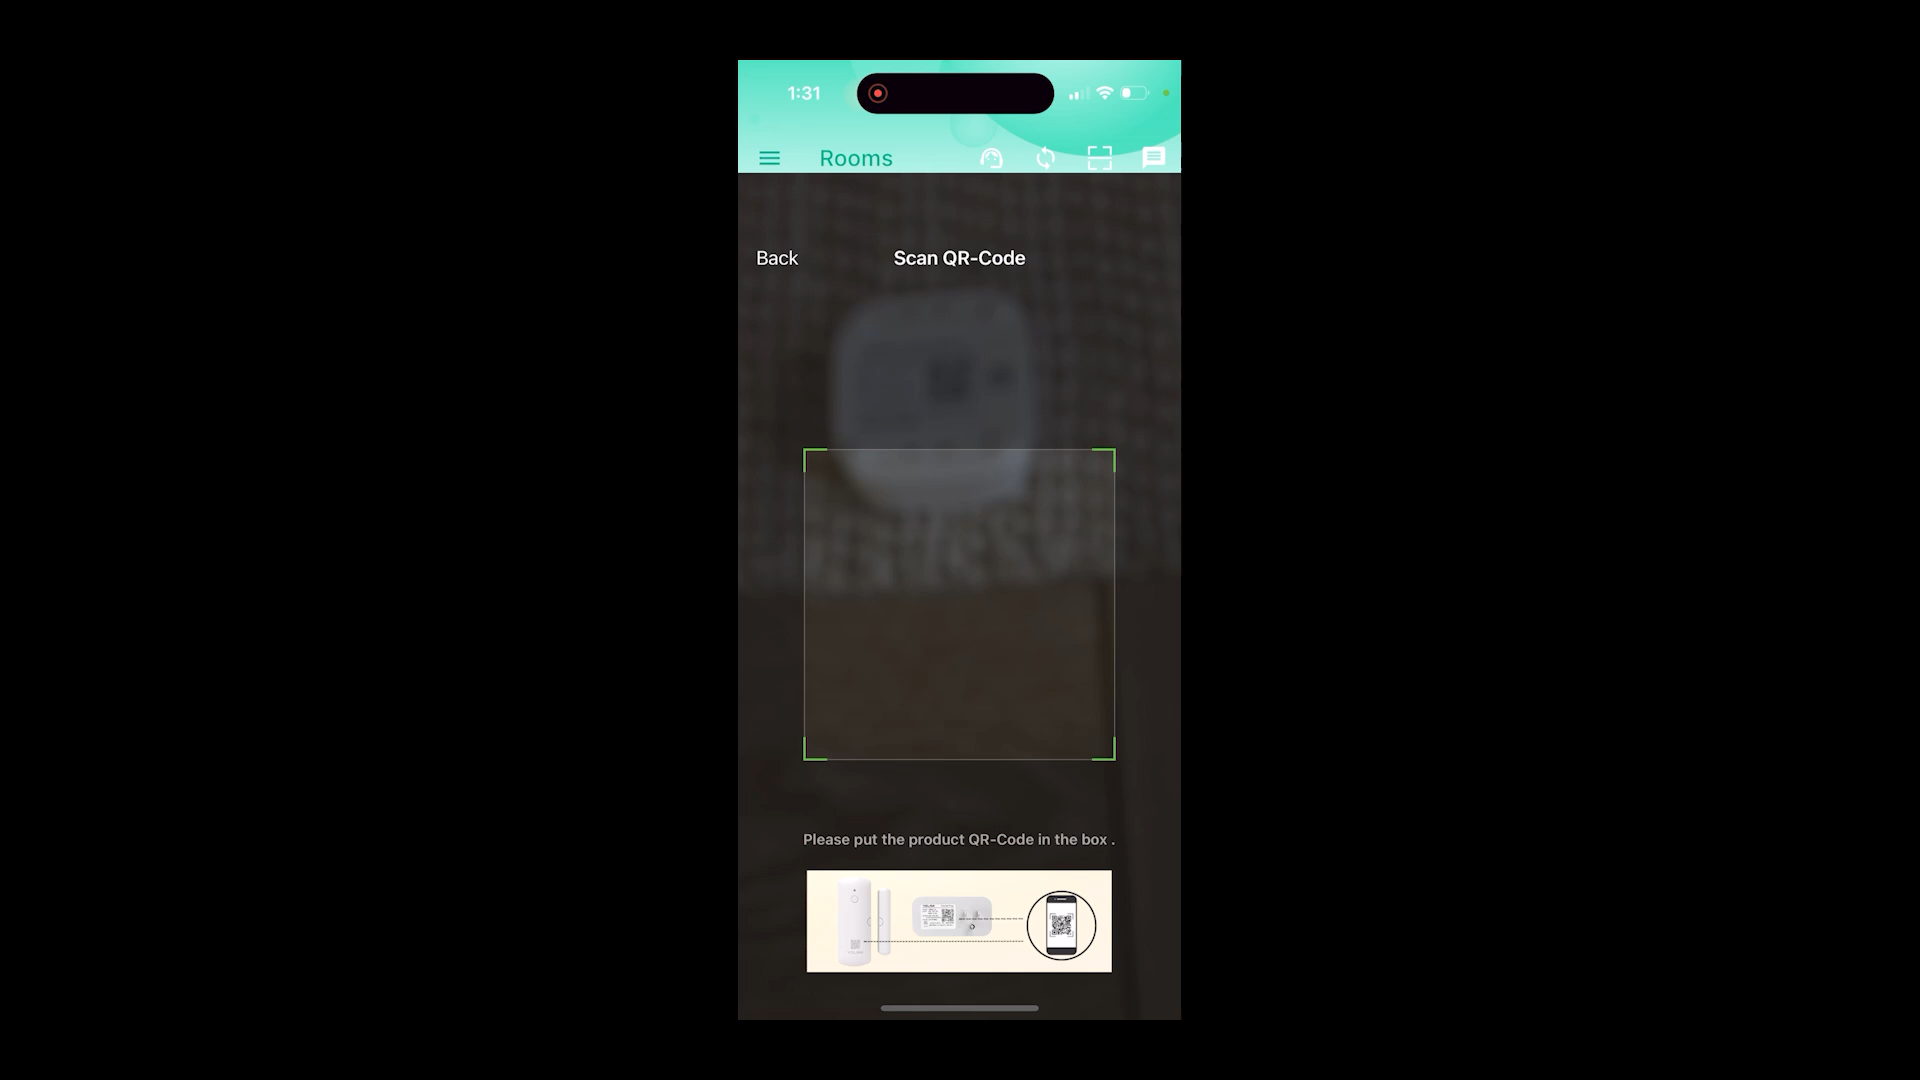 1:31
Rooms
Back
Scan QR-Code
Please put the product QR-Code in the box .